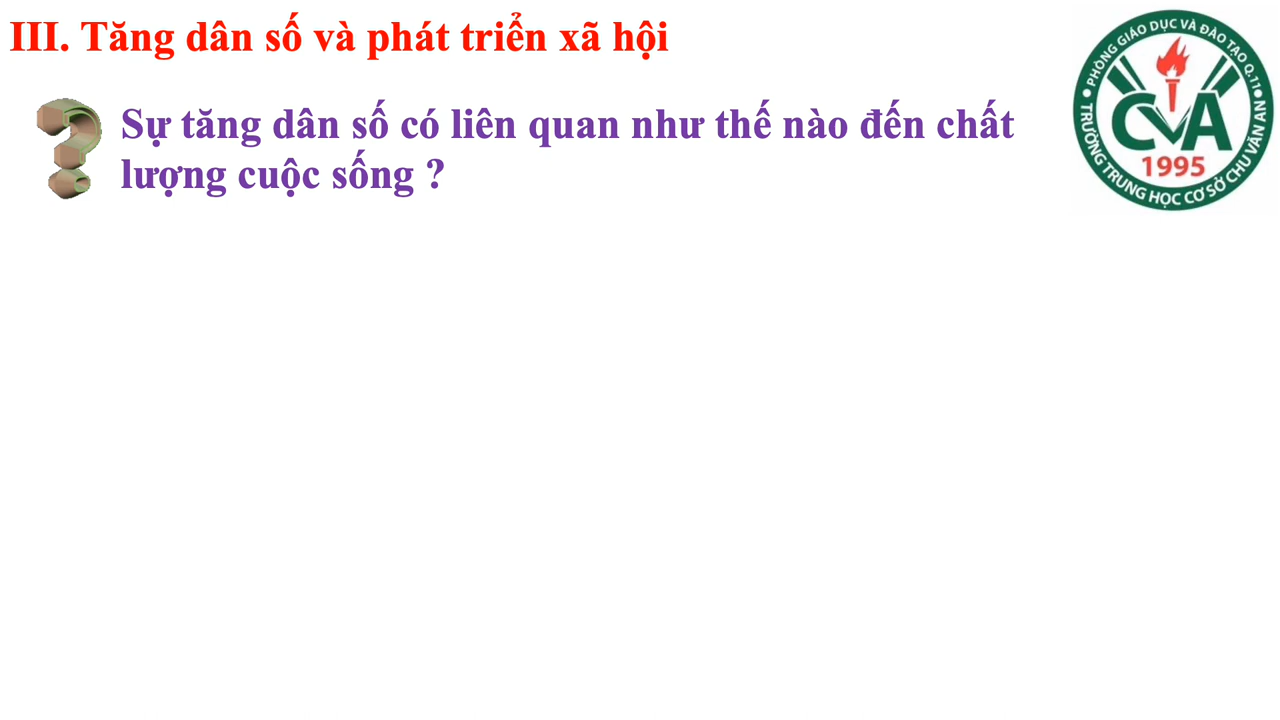 III. Tăng dân số và phát triển xã hội
Sự tăng dân số có liên quan như thế nào đến chất
lượng cuộc sống ?
PHÒNG GIÁO DỤC VÀ ĐÀO TẠO Q.11
CVA
1995
TRƯỜNG TRUNG HỌC CƠ SỞ CHU VĂN AN